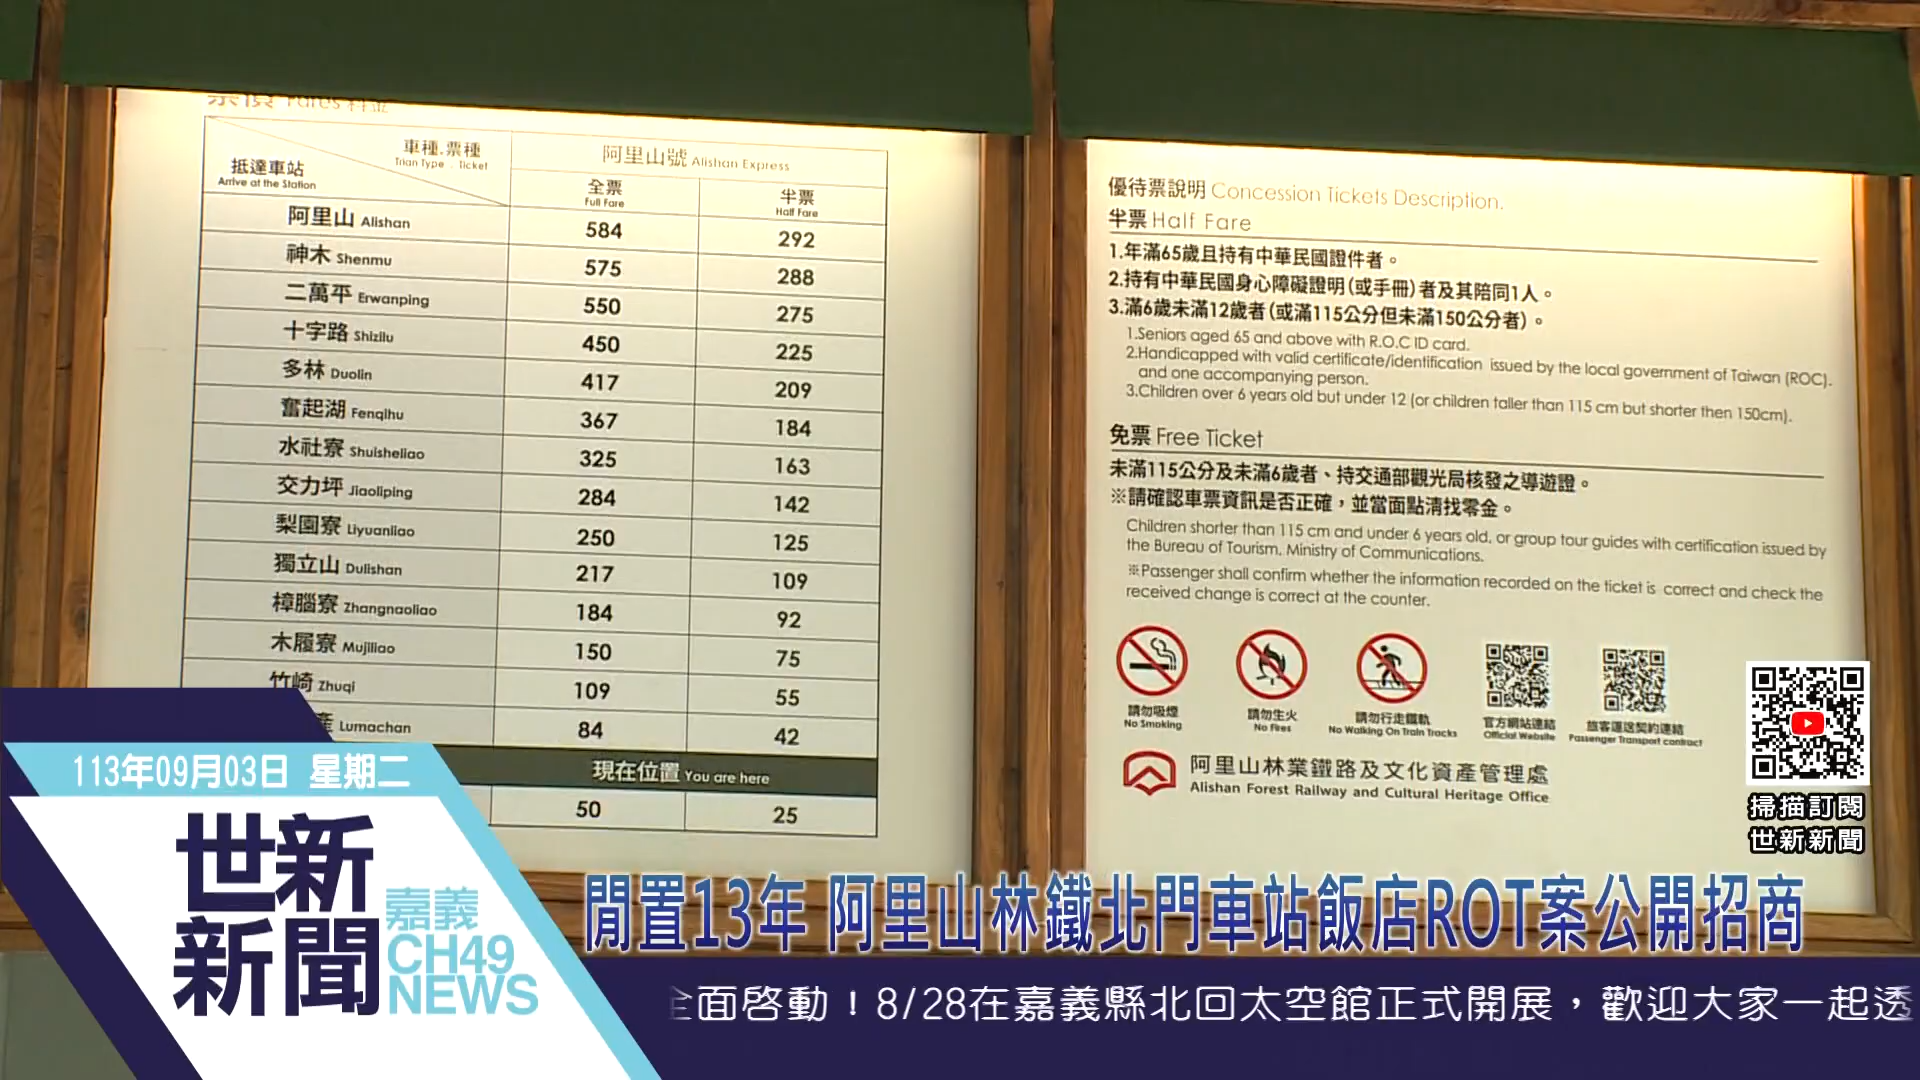 票價 Fares 料金
車種.票種
Trian Type . Ticket
抵達車站
Arrive at the Station
阿里山號 Alishan Express
全票
Full Fare
半票
Half Fare
阿里山 Alishan 584 292
神木 Shenmu 575 288
二萬平 Erwanping 550 275
十字路 Shizilu 450 225
多林 Duolin 417 209
奮起湖 Fenqihu 367 184
水社寮 Shuisheliao 325 163
交力坪 Jiaoliping 284 142
梨園寮 Liyuanliao 250 125
獨立山 Dulishan 217 109
樟腦寮 Zhangnaoliao 184 92
木履寮 Mujiliao 150 75
竹崎 Zhuqi 109 55
產 Lumachan 84 42
現在位置 You are here
50 25
優待票說明 Concession Tickets Description.
半票 Half Fare
1.年滿65歲且持有中華民國證件者。
2.持有中華民國身心障礙證明(或手冊)者及其陪同1人。
3.滿6歲未滿12歲者(或滿115公分但未滿150公分者)。
1.Seniors aged 65 and above with R.O.C ID card.
2.Handicapped with valid certificate/identification issued by the local government of Taiwan (ROC).
and one accompanying person.
3.Children over 6 years old but under 12 (or children taller than 115 cm but shorter then 150cm).
免票 Free Ticket
未滿115公分及未滿6歲者、持交通部觀光局核發之導遊證。
※請確認車票資訊是否正確，並當面點清找零金。
Children shorter than 115 cm and under 6 years old, or group tour guides with certification issued by
the Bureau of Tourism, Ministry of Communications.
※Passenger shall confirm whether the information recorded on the ticket is correct and check the
received change is correct at the counter.
請勿吸煙
No Smoking
請勿生火
No Fires
請勿行走鐵軌
No Walking On Train Tracks
官方網站連結
Official Website
旅客運送契約連結
Passenger Transport contract
阿里山林業鐵路及文化資產管理處
Alishan Forest Railway and Cultural Heritage Office
掃描訂閱
世新新聞
113年09月03日 星期二
世新
新聞
嘉義
CH49
NEWS
閒置13年 阿里山林鐵北門車站飯店ROT案公開招商
全面啓動！8/28在嘉義縣北回太空館正式開展，歡迎大家一起透